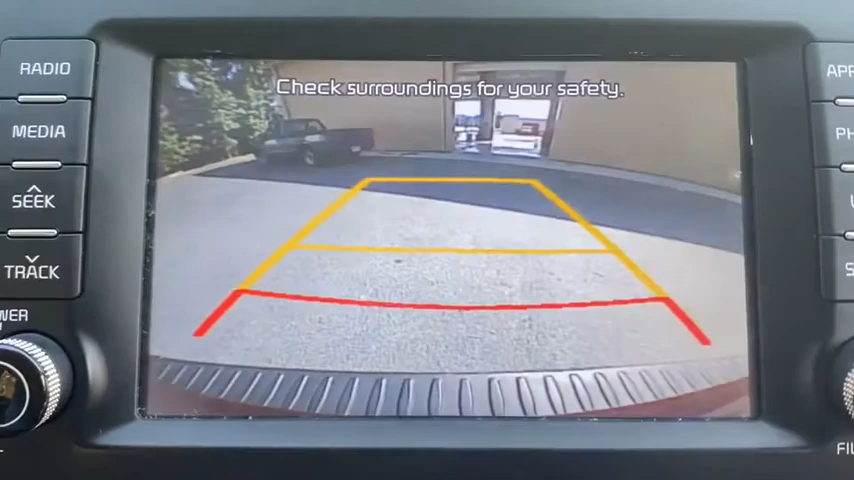 Check surroundings for your safety.
RADIO
MEDIA
SEEK
TRACK